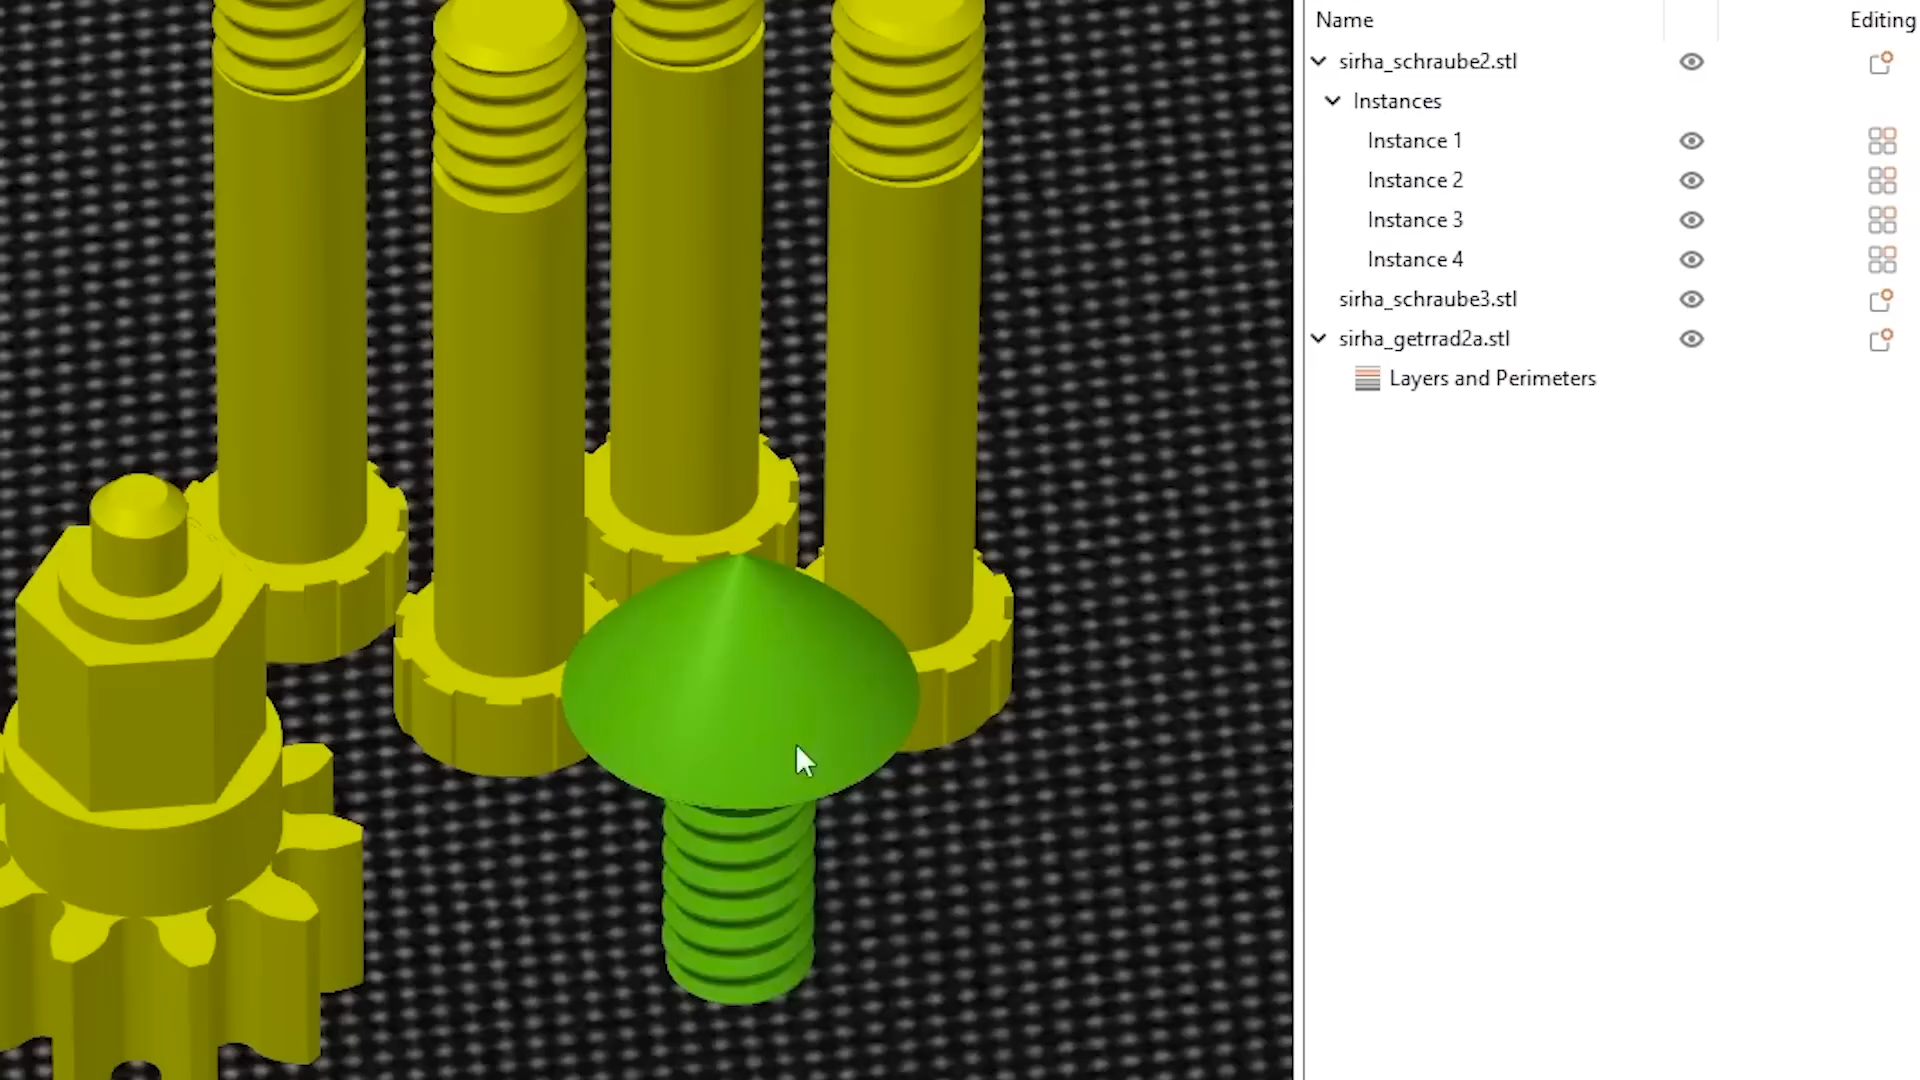 Name Editing
sirha_schraube2.stl
Instances
Instance 1
Instance 2
Instance 3
Instance 4
sirha_schraube3.stl
sirha_getrrad2a.stl
Layers and Perimeters